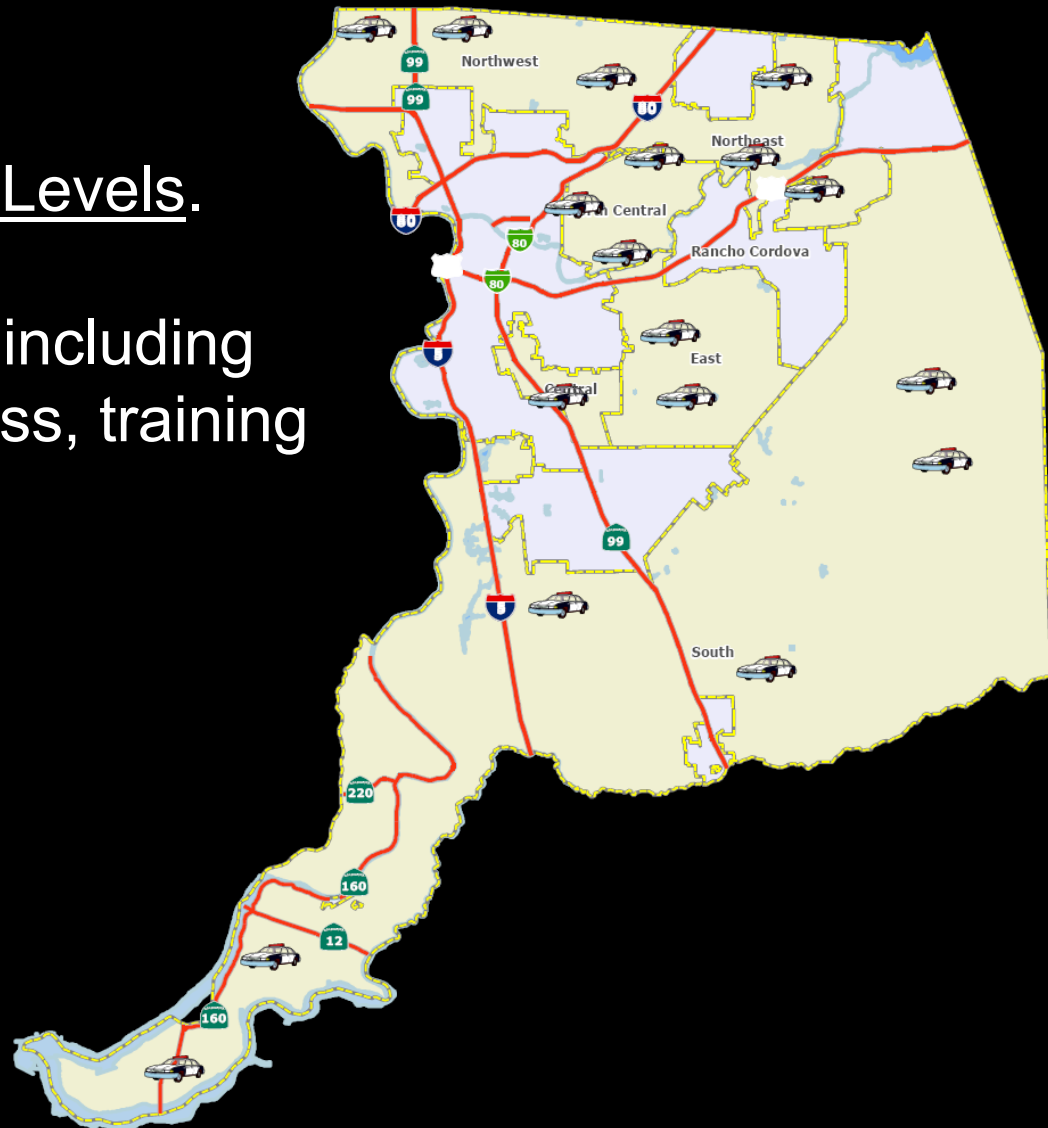 Levels.
including
ss, training
99
Northwest
99
80
Northeast
80
Central
80
Rancho Cordova
80
East
Central
99
South
220
160
12
160